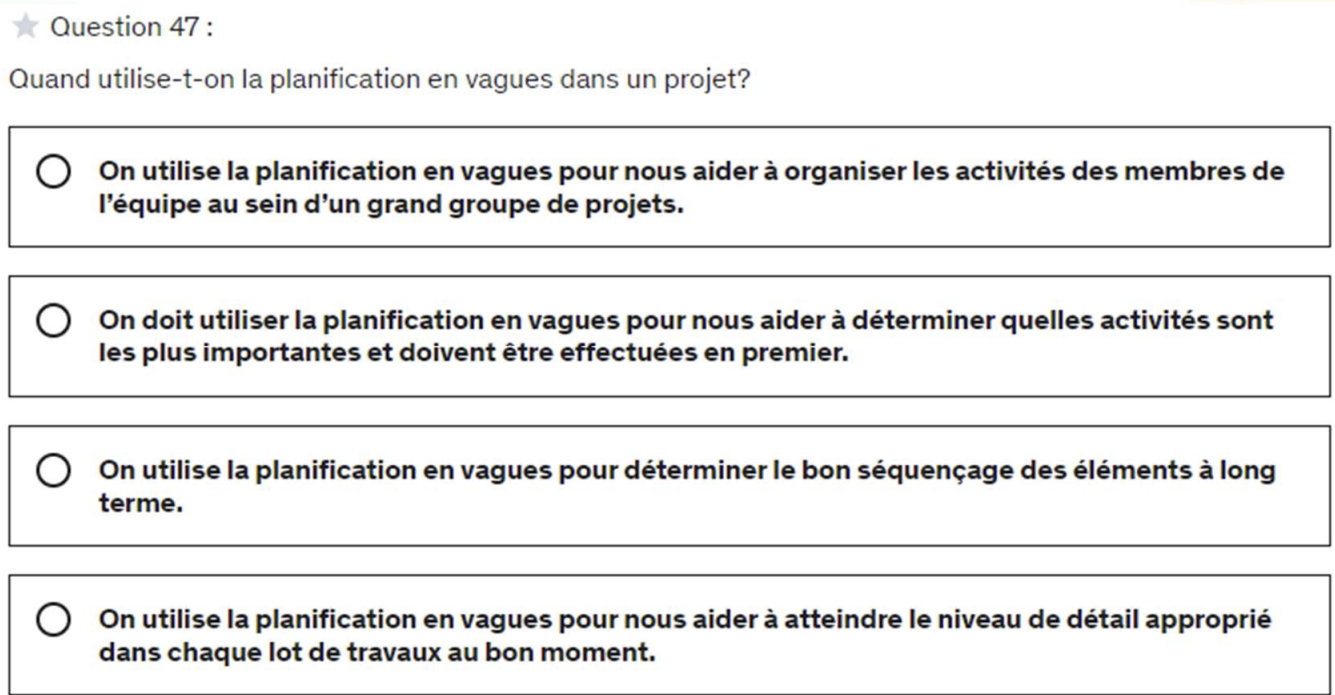 Question 47 :
Quand utilise-t-on la planification en vagues dans un projet?
On utilise la planification en vagues pour nous aider à organiser les activités des membres de
l’équipe au sein d’un grand groupe de projets.
On doit utiliser la planification en vagues pour nous aider à déterminer quelles activités sont
les plus importantes et doivent être effectuées en premier.
On utilise la planification en vagues pour déterminer le bon séquençage des éléments à long
terme.
On utilise la planification en vagues pour nous aider à atteindre le niveau de détail approprié
dans chaque lot de travaux au bon moment.